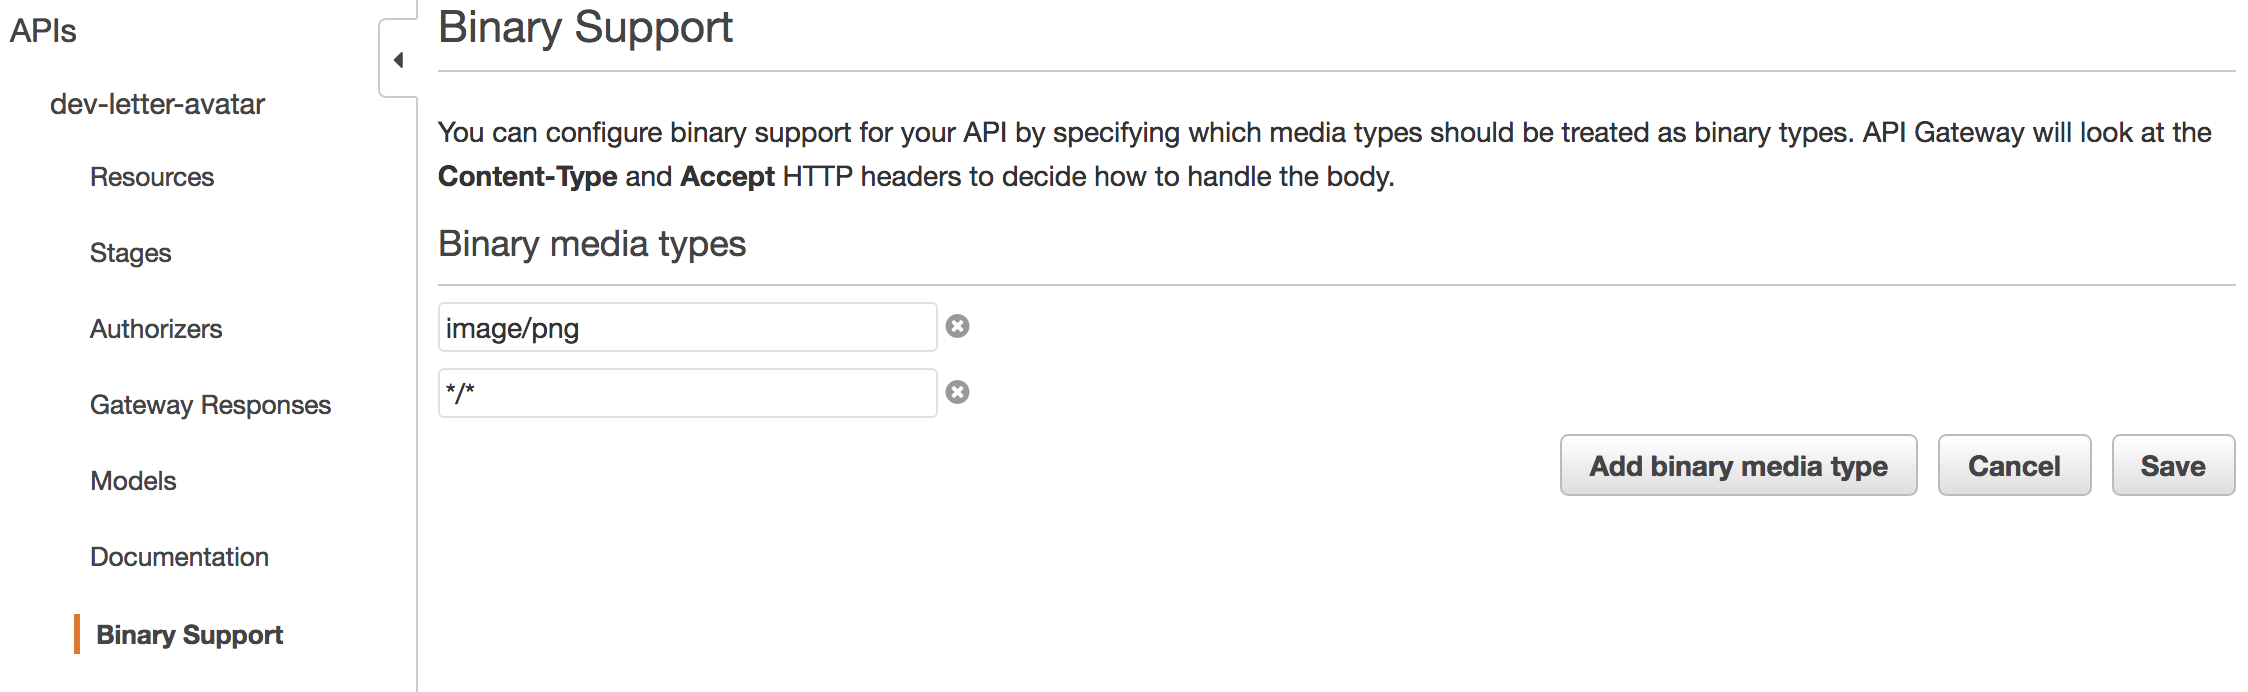 APIs
dev-letter-avatar
Resources
Stages
Authorizers
Gateway Responses
Models
Documentation
Binary Support
Binary Support
You can configure binary support for your API by specifying which media types should be treated as binary types. API Gateway will look at the
Content-Type and Accept HTTP headers to decide how to handle the body.
Binary media types
image/png
*/*
Add binary media type
Cancel
Save